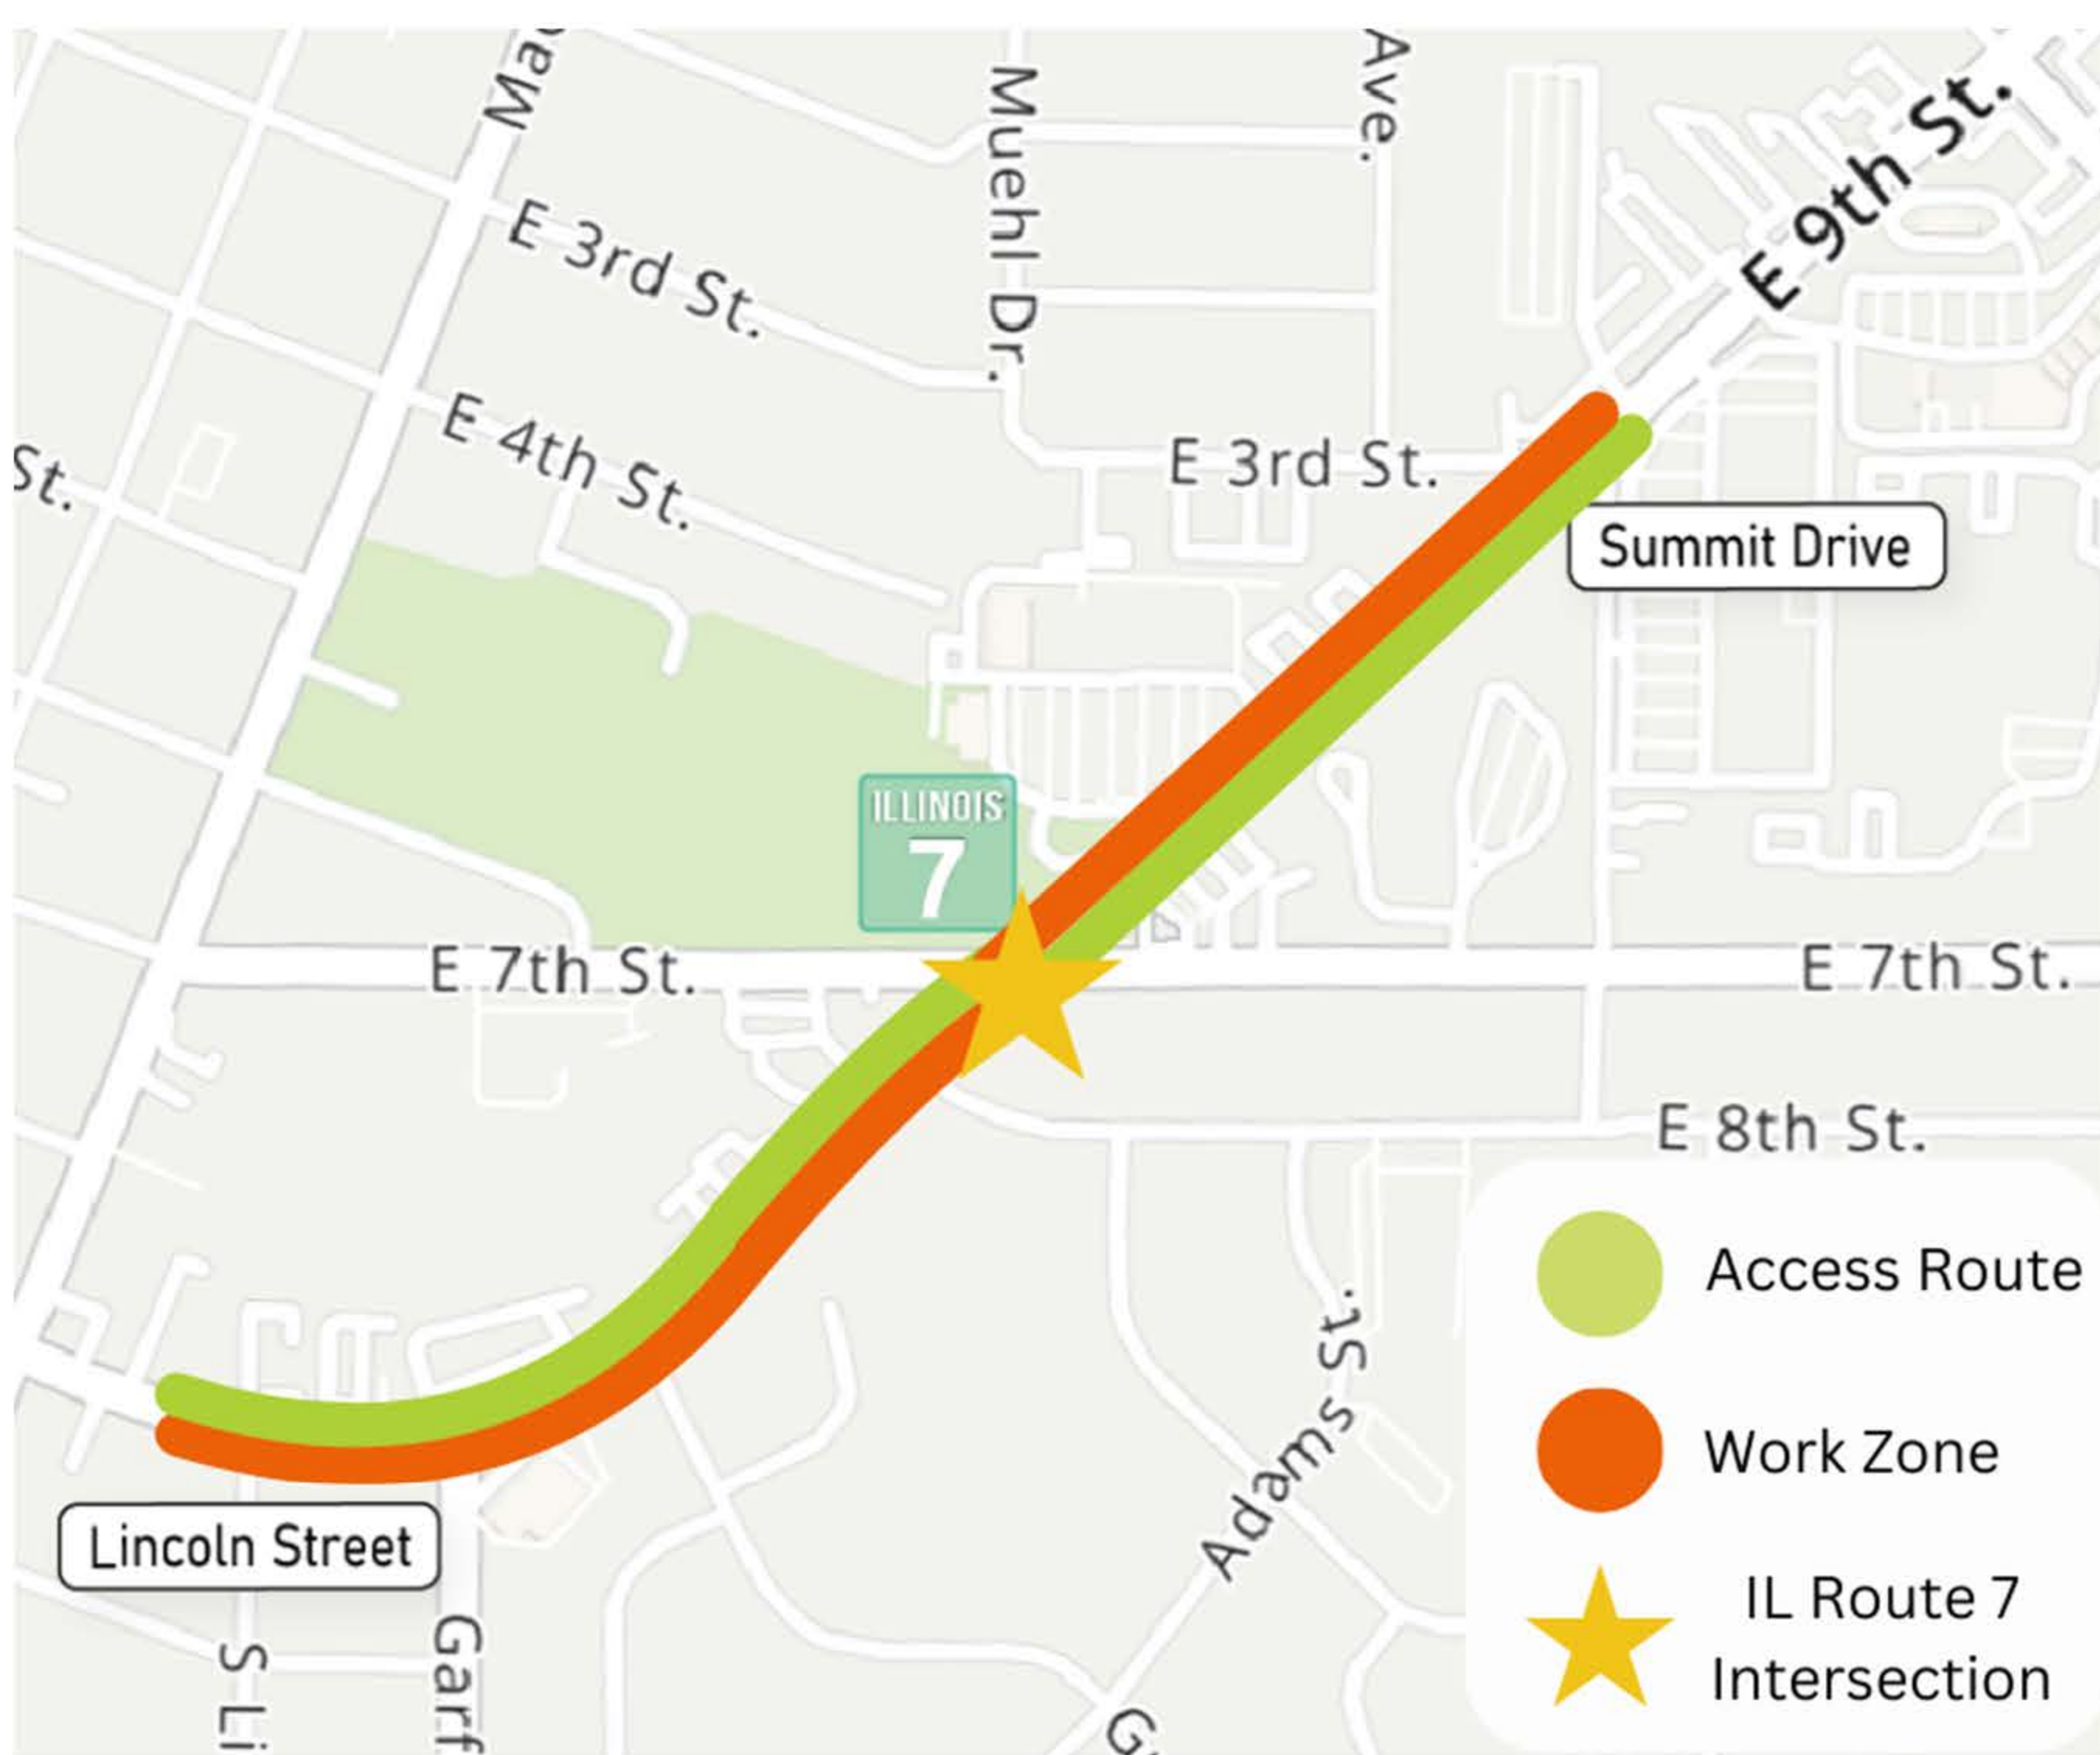 Muehl Dr.
Ave.
E 9th St.
E 3rd St.
E 4th St.
E 3rd St.
St.
Summit Drive
ILLINOIS
7
E 7th St.
E 7th St.
E 8th St.
Access Route
Adams St.
Work Zone
Lincoln Street
IL Route 7
Intersection